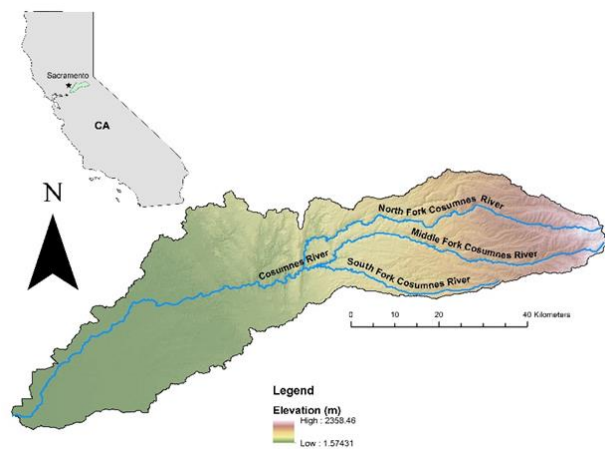 Sacramento
CA
N
North Fork Cosumnes River
Middle Fork Cosumnes River
Cosumnes River
South Fork Cosumnes River
0 10 20 40 Kilometers
Legend
Elevation (m)
High : 2358.46
Low : 1.57431